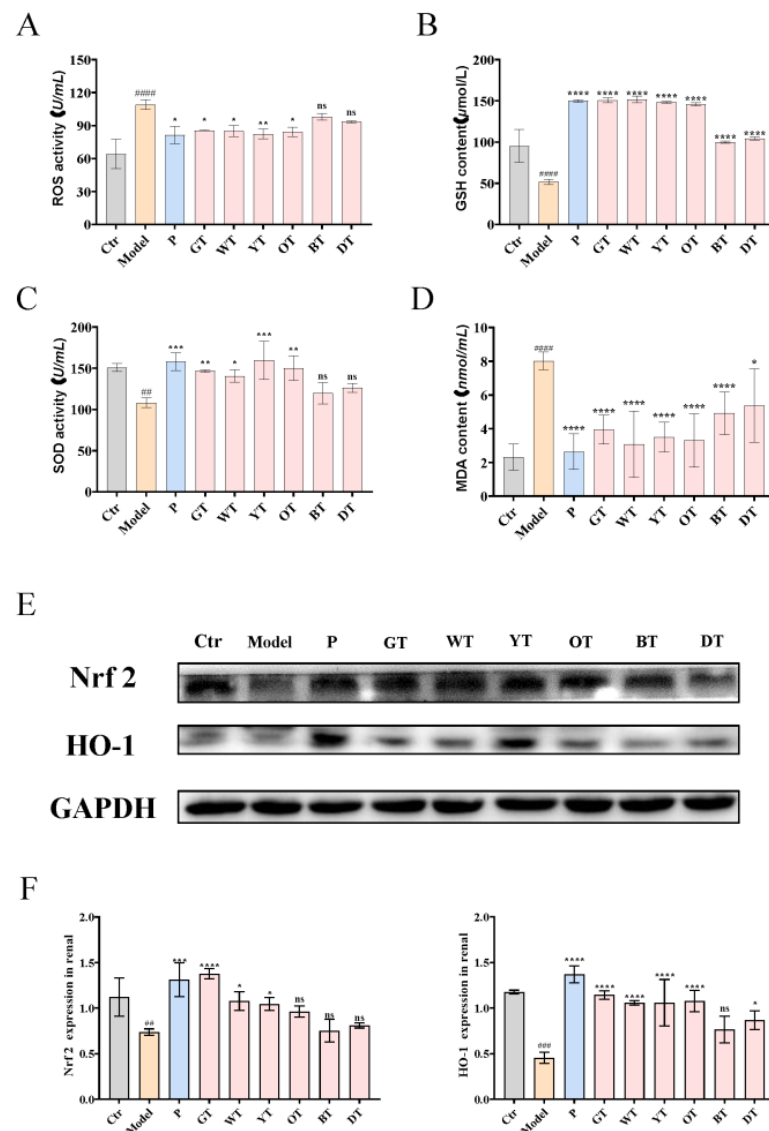 A
ROS activity (U/mL)
150
120
90
60
30
0
####
*
*
*
**
*
ns
ns
Ctr
Model
P
GT
WT
YT
OT
BT
DT
B
GSH content(μmol/L)
200
150
100
50
0
####
****
****
****
****
****
****
****
Ctr
Model
P
GT
WT
YT
OT
BT
DT
C
SOD activity (U/mL)
200
150
100
50
0
##
***
**
*
***
**
ns
ns
Ctr
Model
P
GT
WT
YT
OT
BT
DT
D
MDA content (nmol/mL)
8
6
4
2
0
####
****
****
****
****
****
****
*
Ctr
Model
P
GT
WT
YT
OT
BT
DT
E
Ctr Model P GT WT YT OT BT DT
Nrf 2
HO-1
GAPDH
F
Nrf 2 expression in renal
2.0
1.5
1.0
0.5
0.0
##
***
****
*
*
ns
ns
ns
Ctr
Model
P
GT
WT
YT
OT
BT
DT
HO-1 expression in renal
2.0
1.5
1.0
0.5
0.0
###
****
****
****
****
****
ns
*
Ctr
Model
P
GT
WT
YT
OT
BT
DT